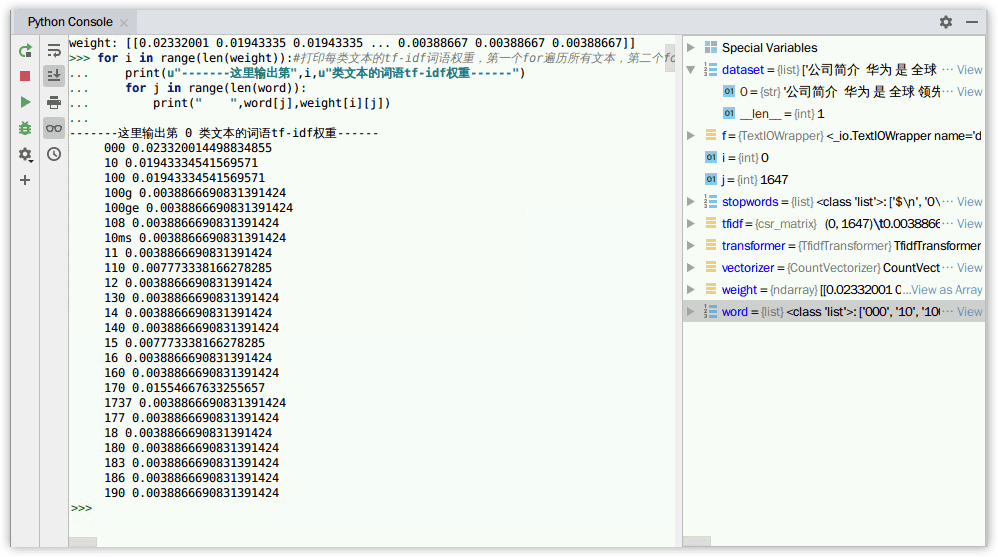 Python Console
weight: [[0.02332001 0.01943335 0.01943335 ... 0.00388667 0.00388667 0.00388667]]
>>> for i in range(len(weight)):#打印每类文本的tf-idf词语权重，第一个for遍历所有文本，第二个fo
... print(u"-------这里输出第",i,u"类文本的词语tf-idf权重------")
... for j in range(len(word)):
... print("    ",word[j],weight[i][j])
...
-------这里输出第 0 类文本的词语tf-idf权重------
000 0.023320014498834855
10 0.01943334541569571
100 0.01943334541569571
100g 0.0038866690831391424
100ge 0.0038866690831391424
108 0.0038866690831391424
10ms 0.0038866690831391424
11 0.0038866690831391424
110 0.007773338166278285
12 0.0038866690831391424
130 0.0038866690831391424
14 0.0038866690831391424
140 0.0038866690831391424
15 0.007773338166278285
16 0.0038866690831391424
160 0.0038866690831391424
170 0.01554667633255657
1737 0.0038866690831391424
177 0.0038866690831391424
18 0.0038866690831391424
180 0.0038866690831391424
183 0.0038866690831391424
186 0.0038866690831391424
190 0.0038866690831391424
>>>
Special Variables
dataset = {list} ['公司简介 华为 是 全球 ... View
0 = {str} '公司简介 华为 是 全球 领先... View
__len__ = {int} 1
f = {TextIOWrapper} <_io.TextIOWrapper name='d
i = {int} 0
j = {int} 1647
stopwords = {list} <class 'list'>: ['$\n', '0\... View
tfidf = {csr_matrix} (0, 1647)\t0.0038866... View
transformer = {TfidfTransformer} TfidfTransformer
vectorizer = {CountVectorizer} CountVect... View
weight = {ndarray} [[0.02332001 0...View as Array
word = {list} <class 'list'>: ['000', '10', '10... View